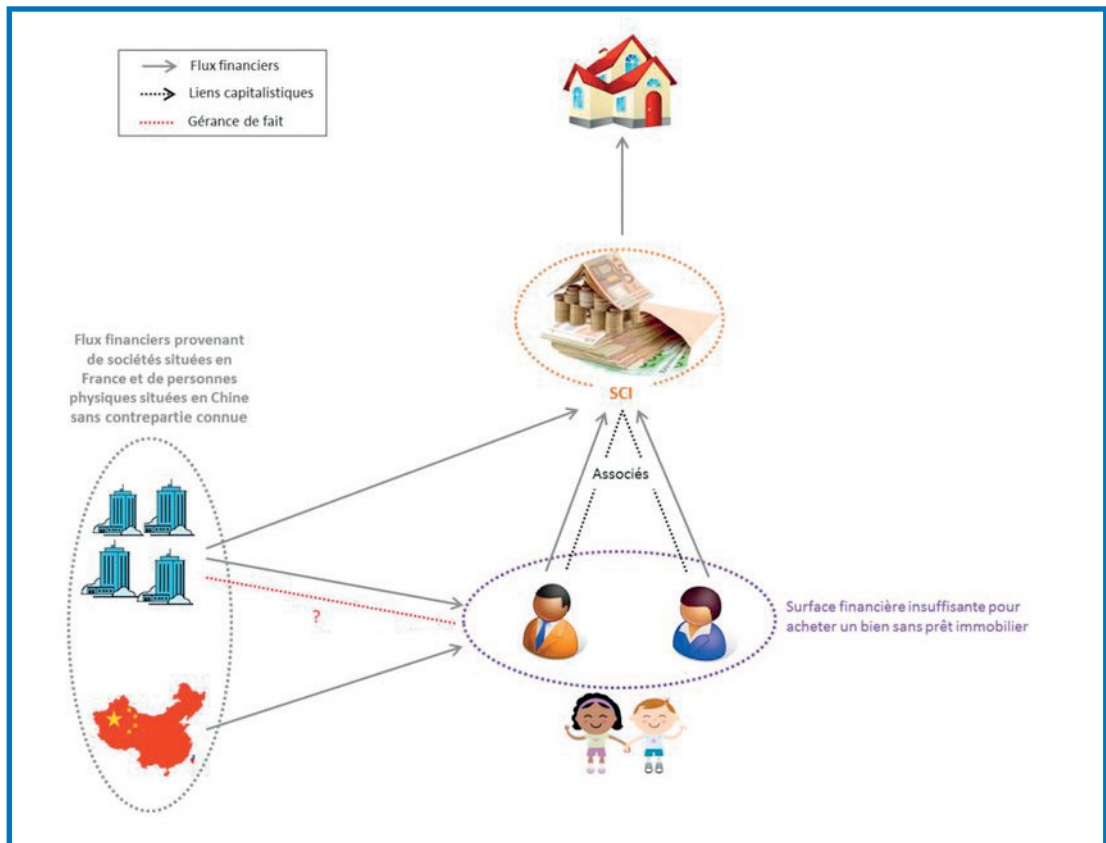 Flux financiers
Liens capitalistiques
Gérance de fait
Flux financiers provenant
de sociétés situées en
France et de personnes
physiques situées en Chine
sans contrepartie connue
SCI
Associés
?
Surface financière insuffisante pour
acheter un bien sans prêt immobilier